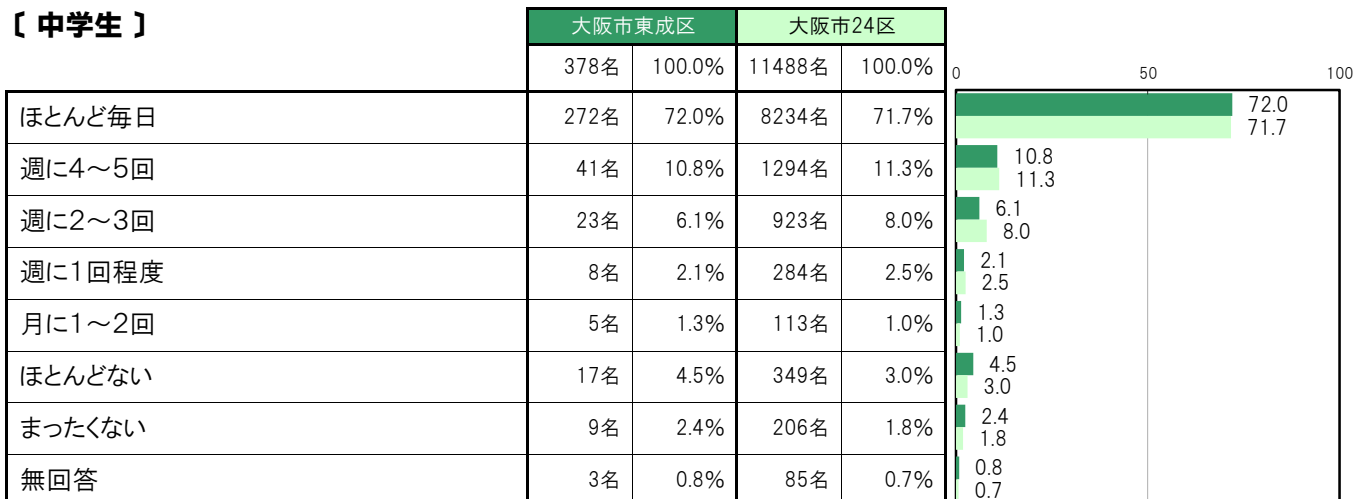 〔 中学生 〕
大阪市東成区 大阪市24区
378名 100.0% 11488名 100.0%
0 50 100
ほとんど毎日 272名 72.0% 8234名 71.7%
72.0
71.7
週に4～5回 41名 10.8% 1294名 11.3%
10.8
11.3
週に2～3回 23名 6.1% 923名 8.0%
6.1
8.0
週に1回程度 8名 2.1% 284名 2.5%
2.1
2.5
月に1～2回 5名 1.3% 113名 1.0%
1.3
1.0
ほとんどない 17名 4.5% 349名 3.0%
4.5
3.0
まったくない 9名 2.4% 206名 1.8%
2.4
1.8
無回答 3名 0.8% 85名 0.7%
0.8
0.7